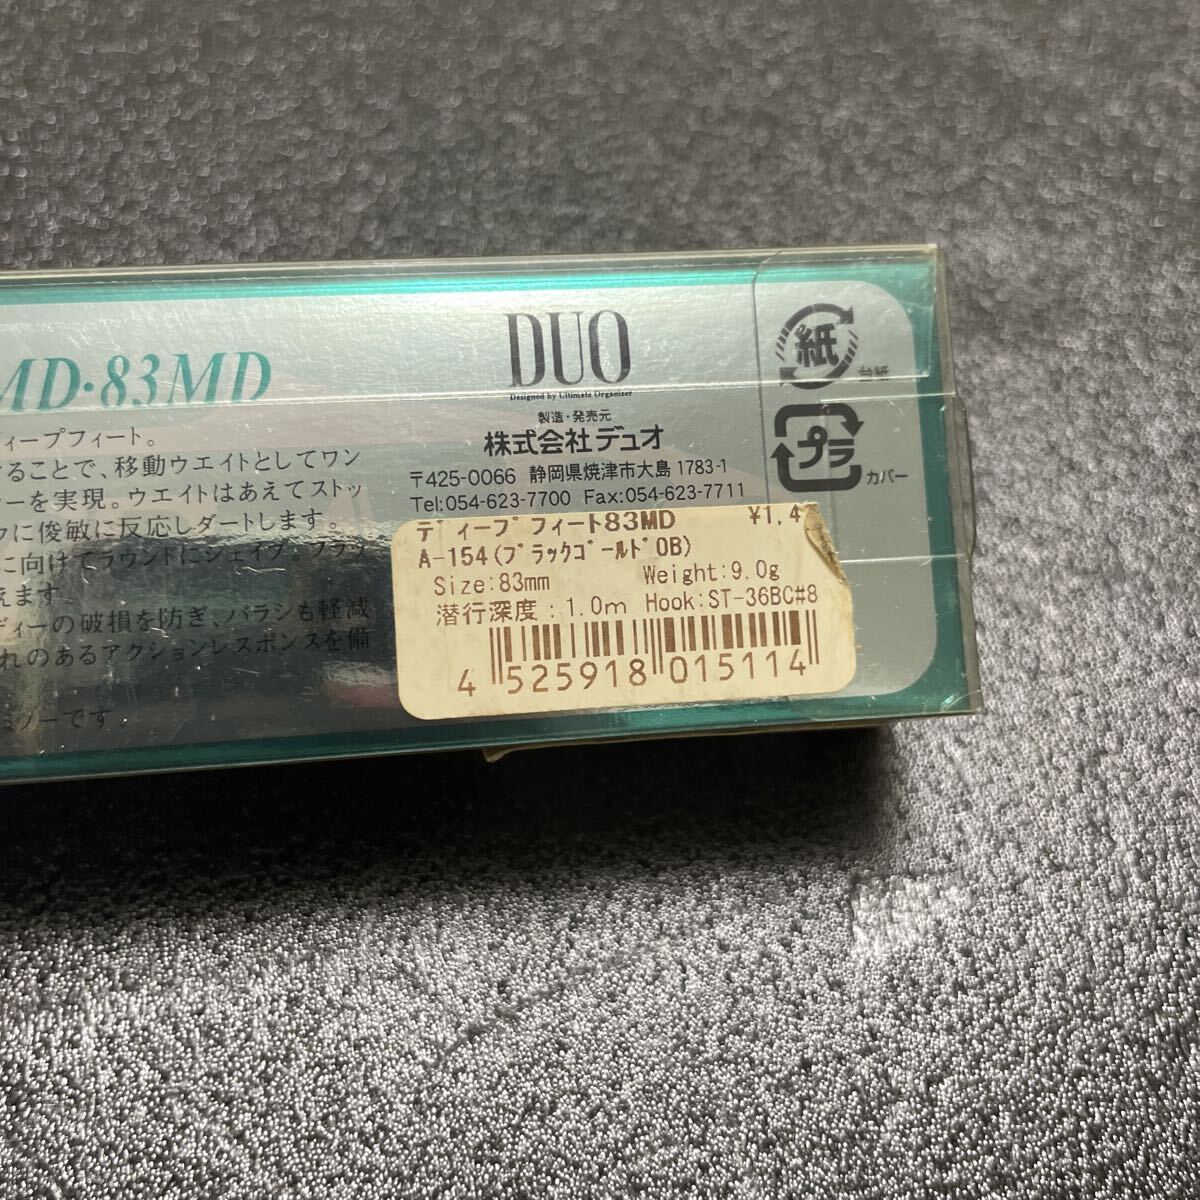 MD・83MD
ィープフィート。
ることで、移動ウエイトとしてワン
ーを実現。ウエイトはあえてストッ
クに俊敏に反応しダートします。
に向けてラウンドにシェイプ。フラッ
えます。
ディーの破損を防ぎ、バラシも軽減
れのあるアクションレスポンスを備
ミノーです。
DUO
Designed by Ultimate Organizer
製造・発売元
株式会社デュオ
〒425-0066 静岡県焼津市大島1783-1
Tel:054-623-7700 Fax:054-623-7711
紙
台紙
プラ
カバー
ディープフィート83MD ¥1,4
A-154(ブラックゴールドOB)
Size:83mm Weight:9.0g
潜行深度:1.0m Hook:ST-36BC#8
4 525918 015114